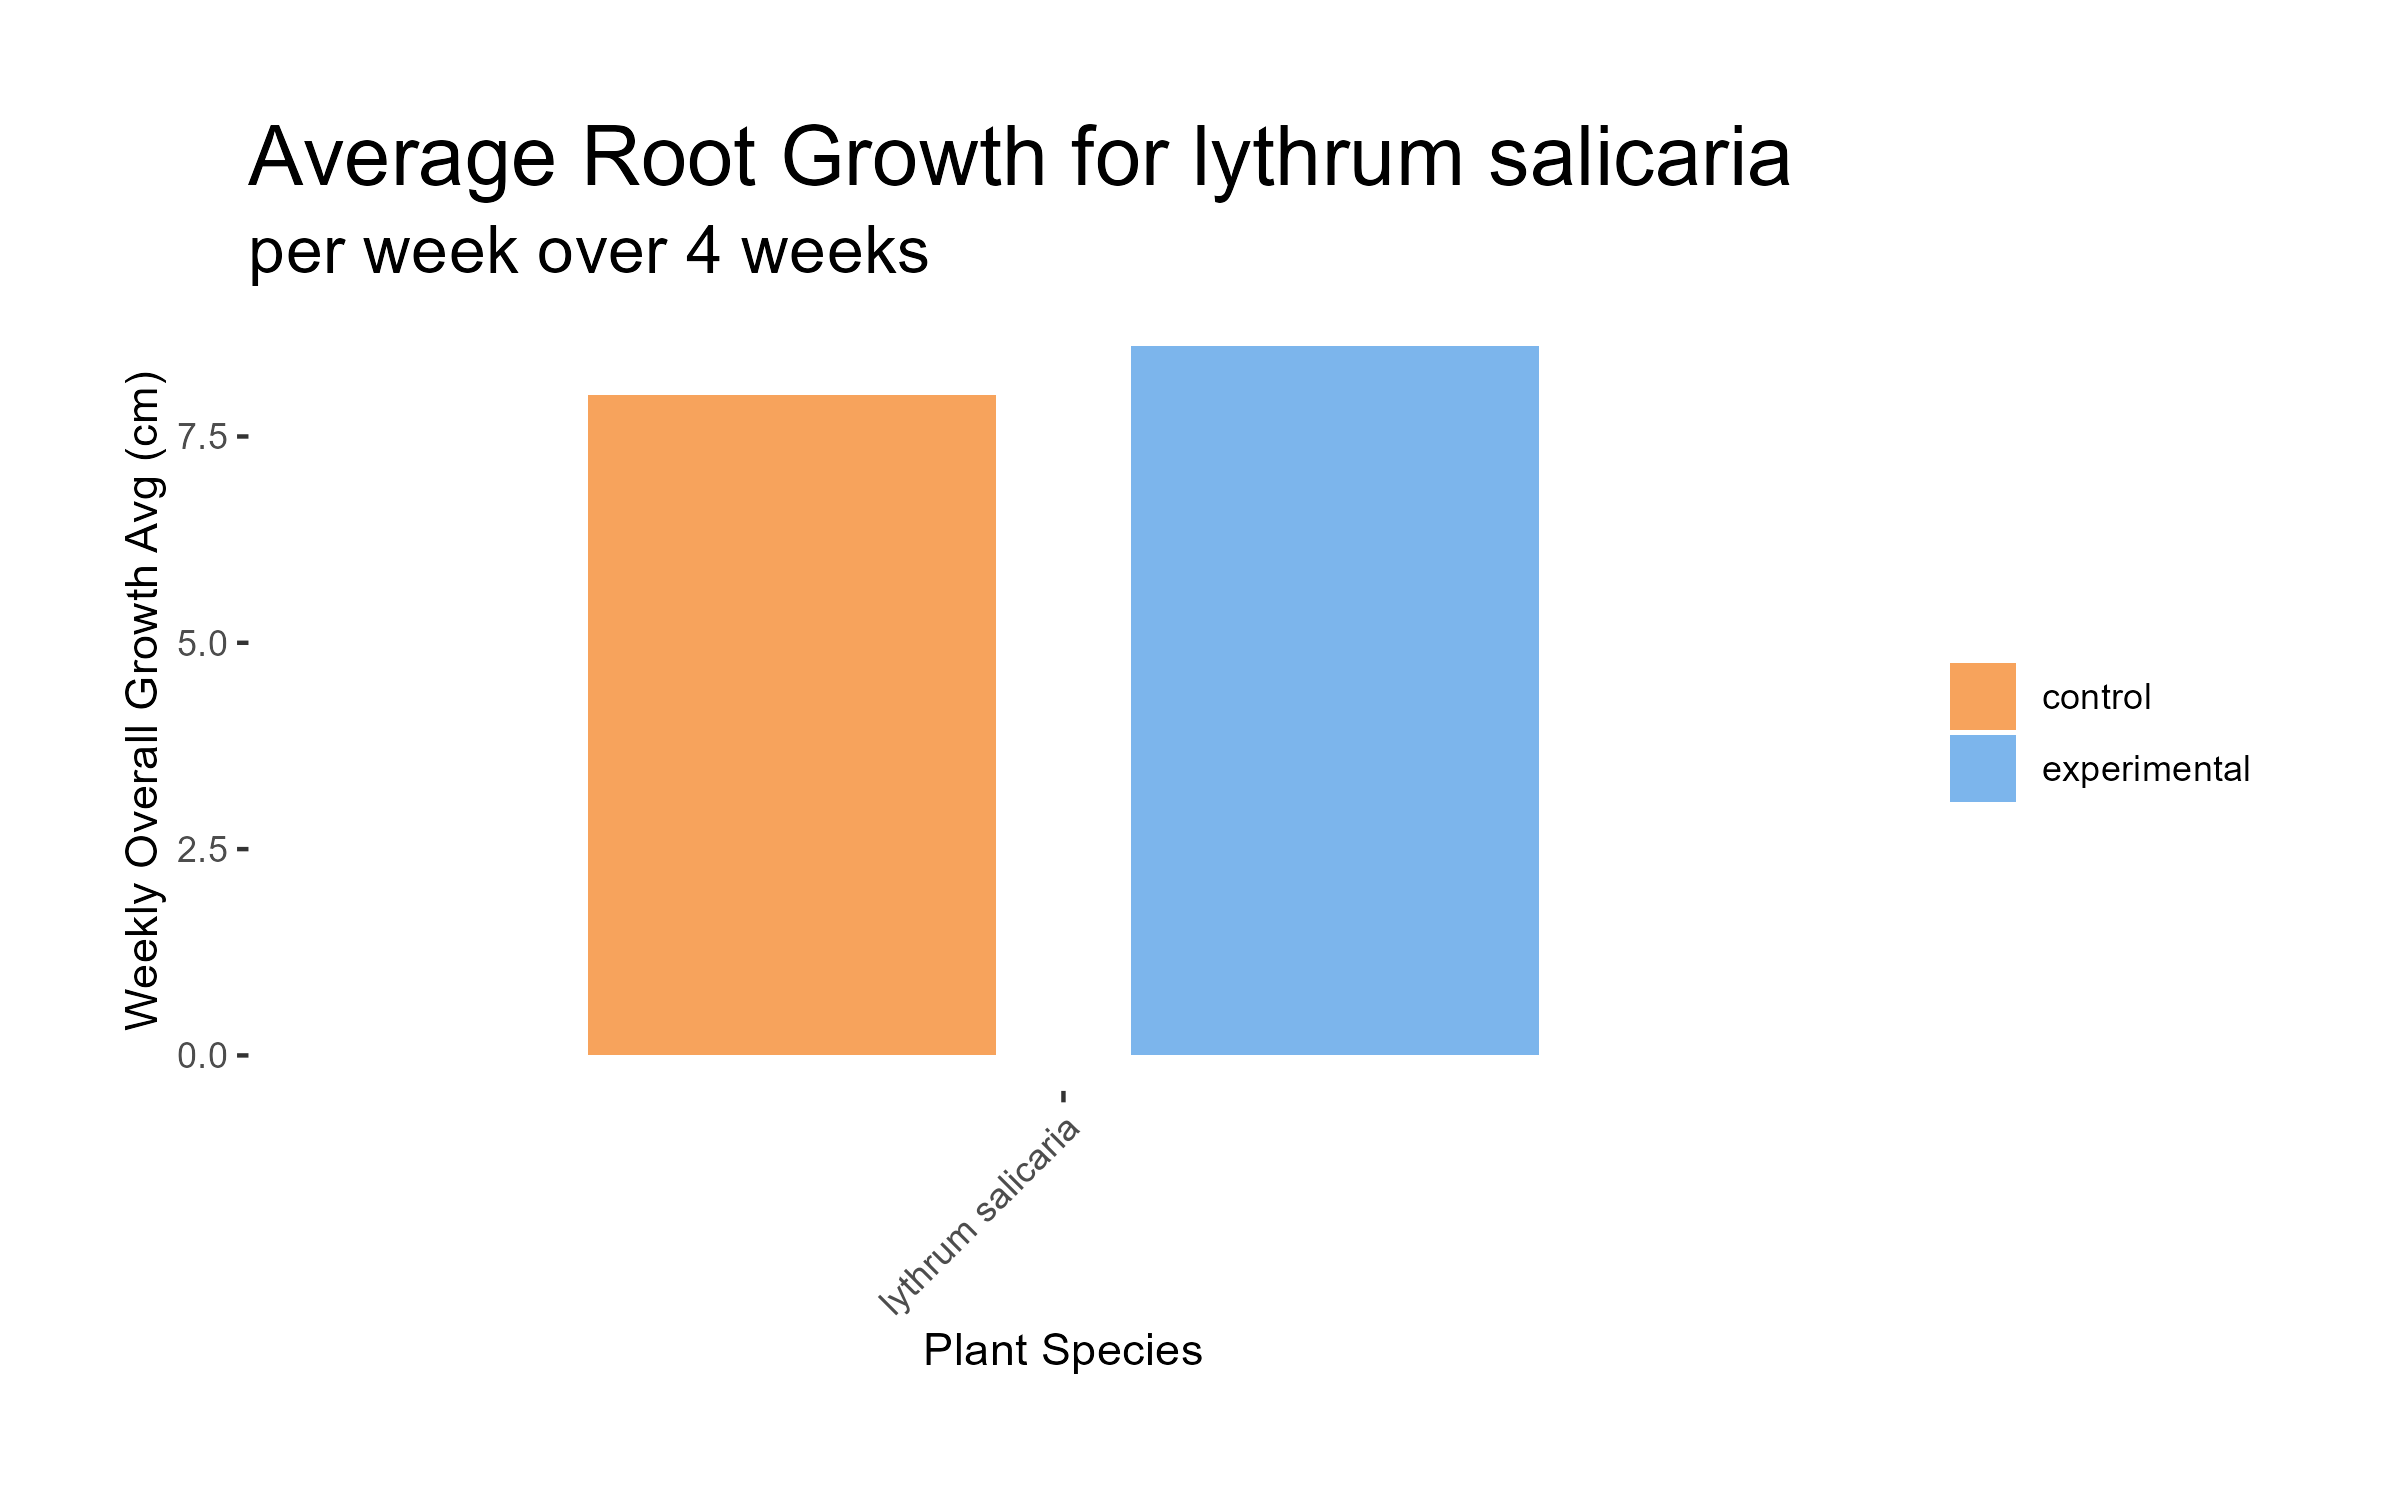 Average Root Growth for lythrum salicaria
per week over 4 weeks
Weekly Overall Growth Avg (cm)
7.5
5.0
2.5
0.0
control
experimental
lythrum salicaria
Plant Species